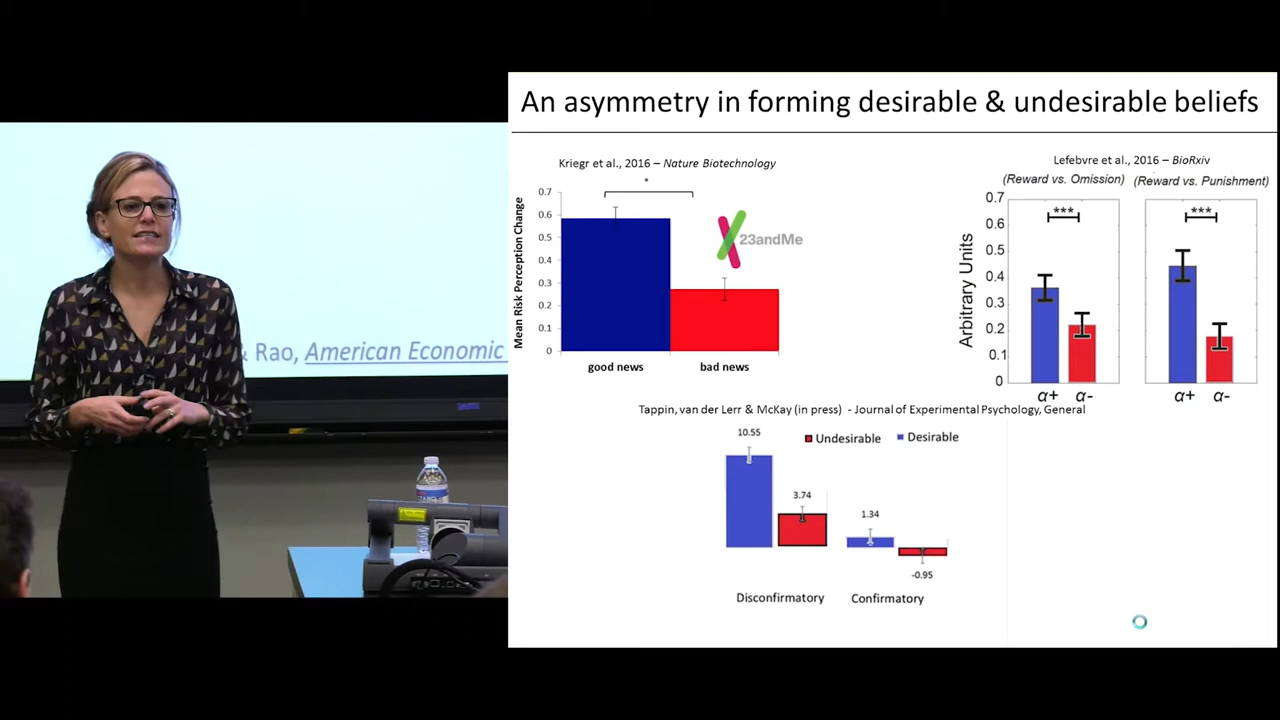 An asymmetry in forming desirable & undesirable beliefs
Kriegr et al., 2016 – Nature Biotechnology
*
Mean Risk Perception Change
0.7
0.6
0.5
0.4
0.3
0.2
0.1
0
23andMe
good news
bad news
Lefebvre et al., 2016 – BioRxiv
(Reward vs. Omission)
(Reward vs. Punishment)
Arbitrary Units
0.7
0.6
0.5
0.4
0.3
0.2
0.1
0
***
***
α+
α-
α+
α-
Tappin, van der Lerr & McKay (in press) - Journal of Experimental Psychology, General
Undesirable
Desirable
10.55
3.74
1.34
-0.95
Disconfirmatory
Confirmatory
& Rao, American Economic